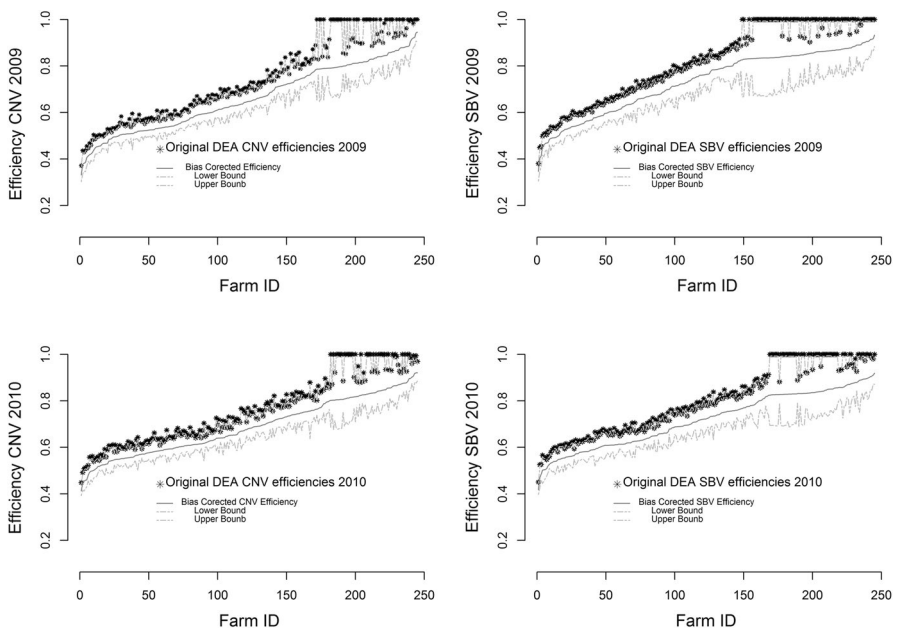 Efficiency CNV 2009
1.0
0.8
0.6
0.4
0.2
Original DEA CNV efficiencies 2009
Bias Corected Efficiency
Lower Bound
Upper Bounb
0 50 100 150 200 250
Farm ID
Efficiency SBV 2009
1.0
0.8
0.6
0.4
0.2
Original DEA SBV efficiencies 2009
Bias Corected SBV Efficiency
Lower Bound
Upper Bounb
0 50 100 150 200 250
Farm ID
Efficiency CNV 2010
1.0
0.8
0.6
0.4
0.2
Original DEA CNV efficiencies 2010
Bias Corected CNV Efficiency
Lower Bound
Upper Bounb
0 50 100 150 200 250
Farm ID
Efficiency SBV 2010
1.0
0.8
0.6
0.4
0.2
Original DEA SBV efficiencies 2010
Bias Corected SBV Efficiency
Lower Bound
Upper Bounb
0 50 100 150 200 250
Farm ID